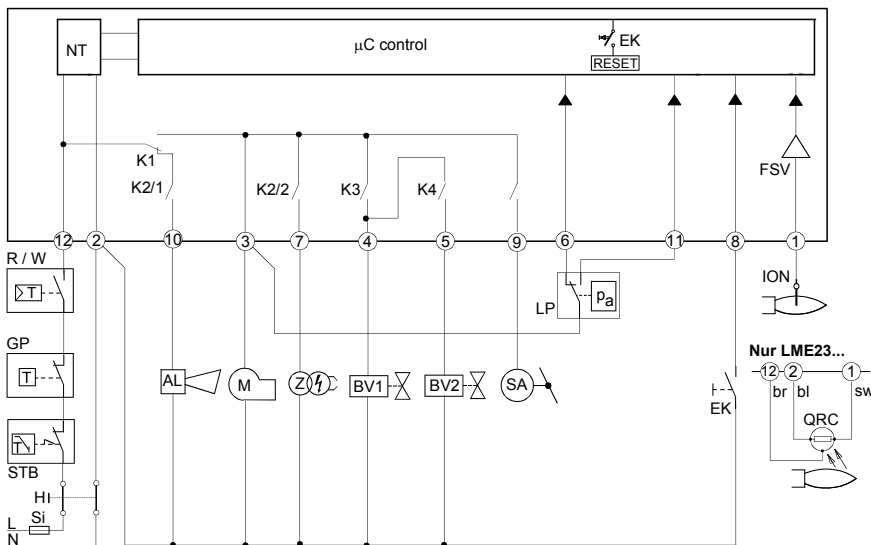 NT
µC control
EK
RESET
FSV
K1
K2/1
K2/2
K3
K4
12
2
10
3
7
4
5
9
6
11
8
1
R / W
T
GP
T
STB
T
H
L
Si
N
AL
M
Z
BV1
BV2
SA
LP
pa
EK
ION
Nur LME23...
12
2
1
br
bl
sw
QRC